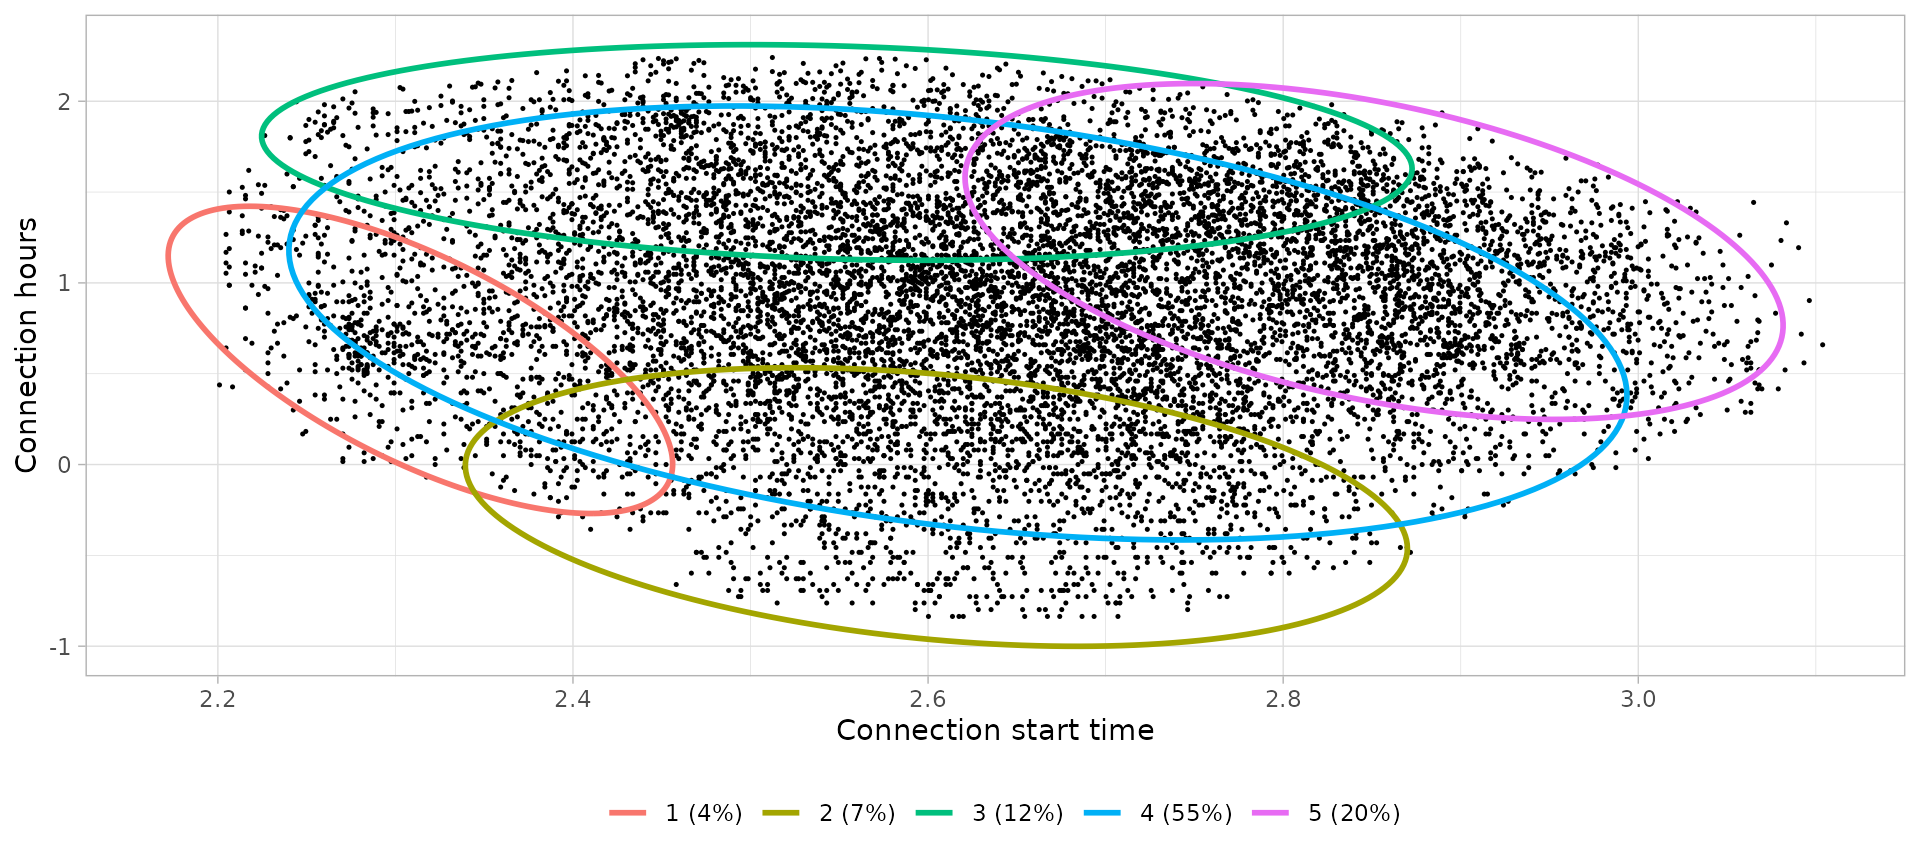 2
1
0
-1
Connection hours
2.2 2.4 2.6 2.8 3.0
Connection start time
1 (4%) 2 (7%) 3 (12%) 4 (55%) 5 (20%)